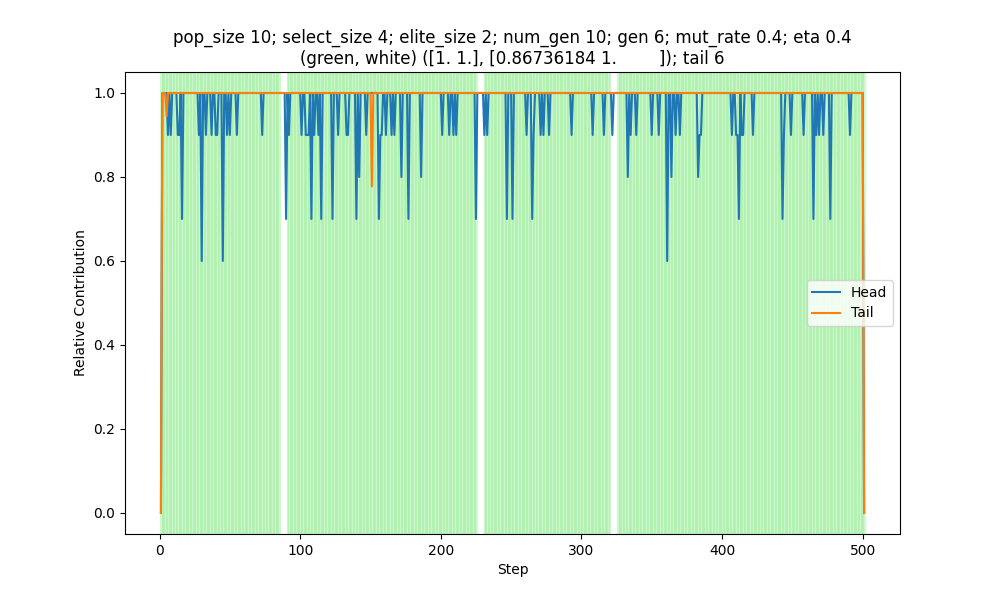 pop_size 10; select_size 4; elite_size 2; num_gen 10; gen 6; mut_rate 0.4; eta 0.4
(green, white) ([1. 1.], [0.86736184 1.         ]); tail 6
1.0
0.8
0.6
0.4
0.2
0.0
Relative Contribution
Head
Tail
0 100 200 300 400 500
Step